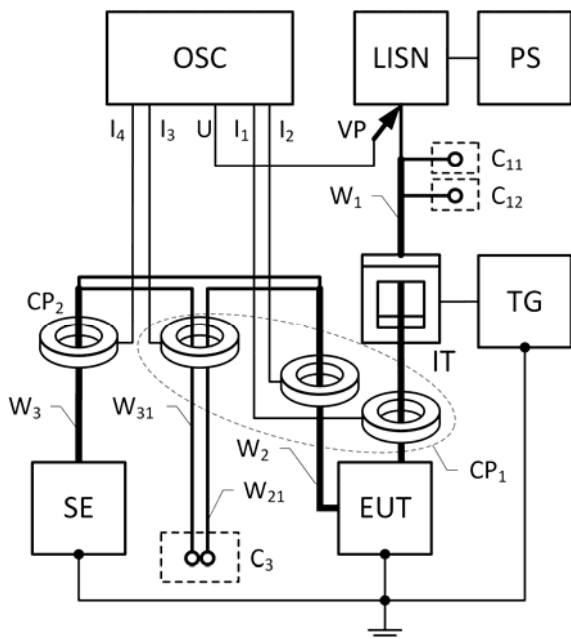 OSC
LISN
PS
I₄
I₃
U
I₁
I₂
VP
C₁₁
C₁₂
W₁
TG
IT
CP₂
W₃
W₃₁
W₂
CP₁
W₂₁
SE
EUT
C₃